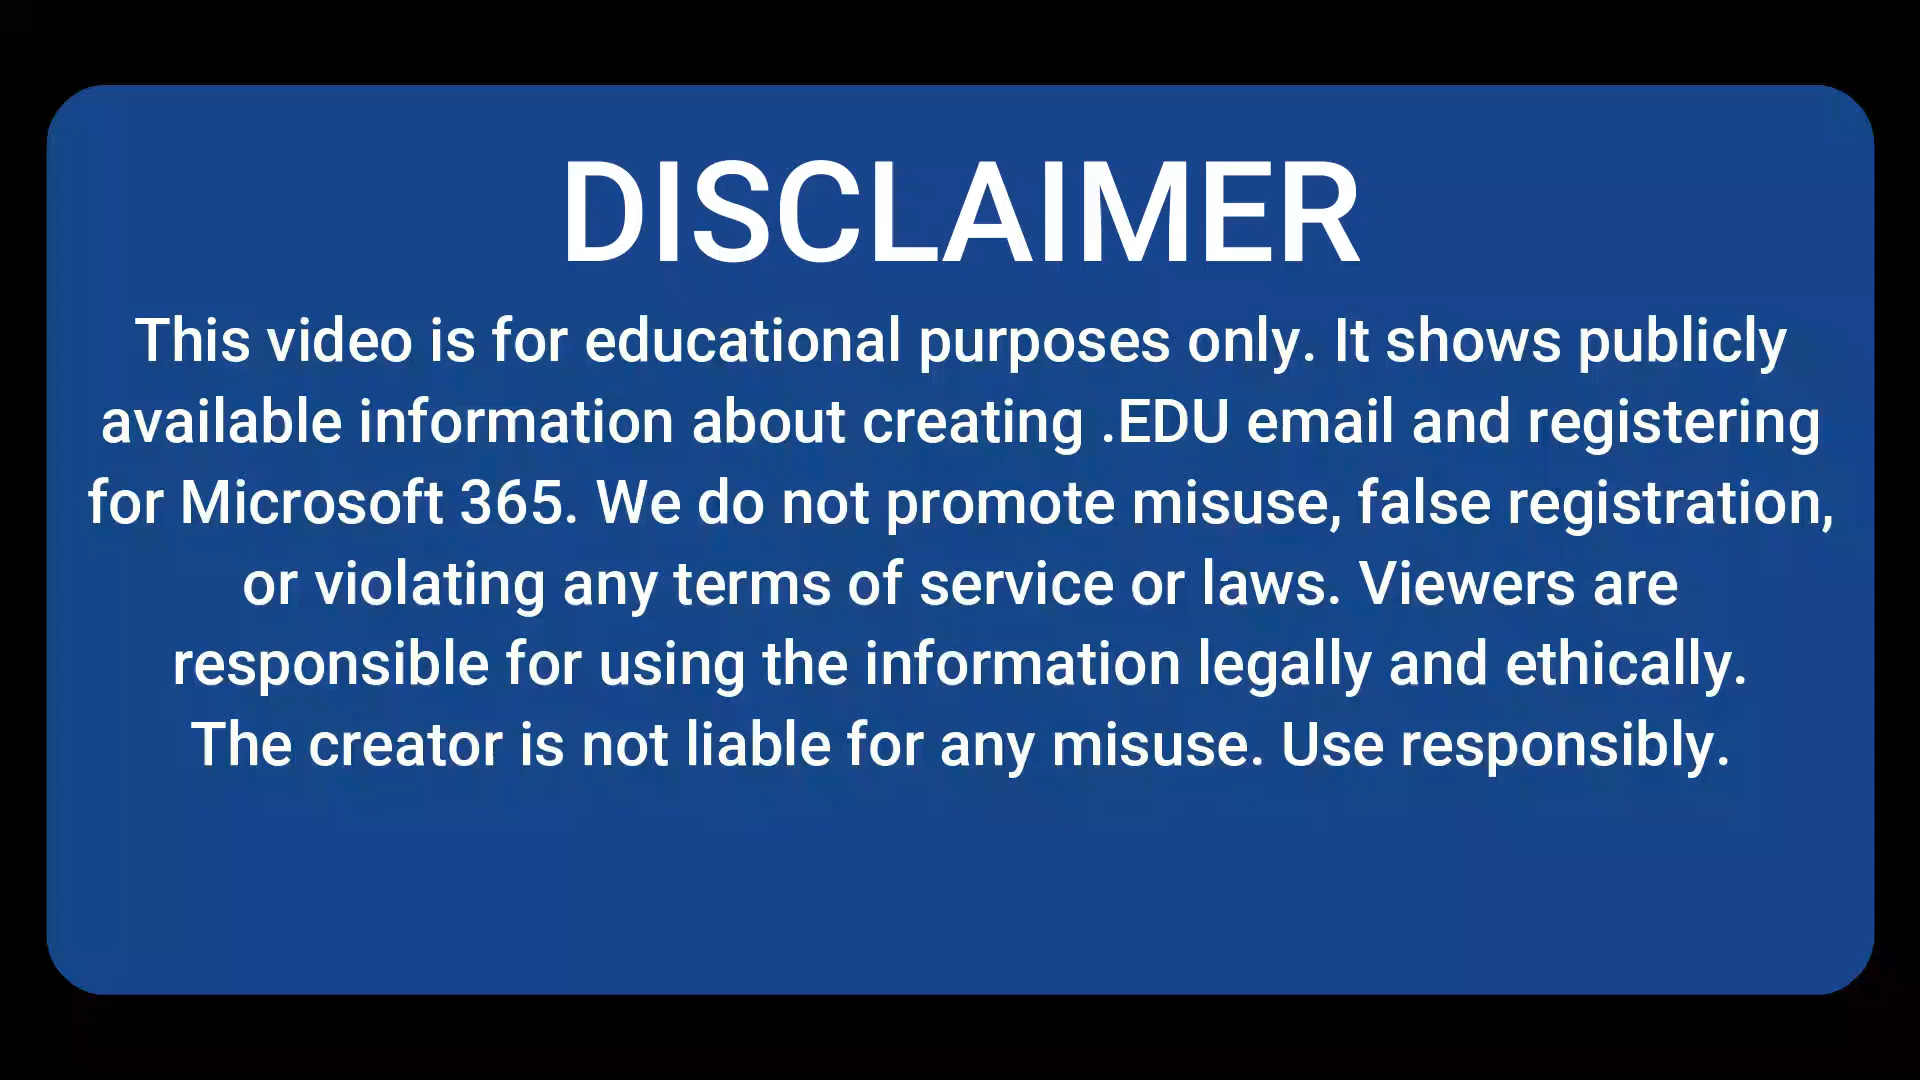 DISCLAIMER
This video is for educational purposes only. It shows publicly
available information about creating .EDU email and registering
for Microsoft 365. We do not promote misuse, false registration,
or violating any terms of service or laws. Viewers are
responsible for using the information legally and ethically.
The creator is not liable for any misuse. Use responsibly.